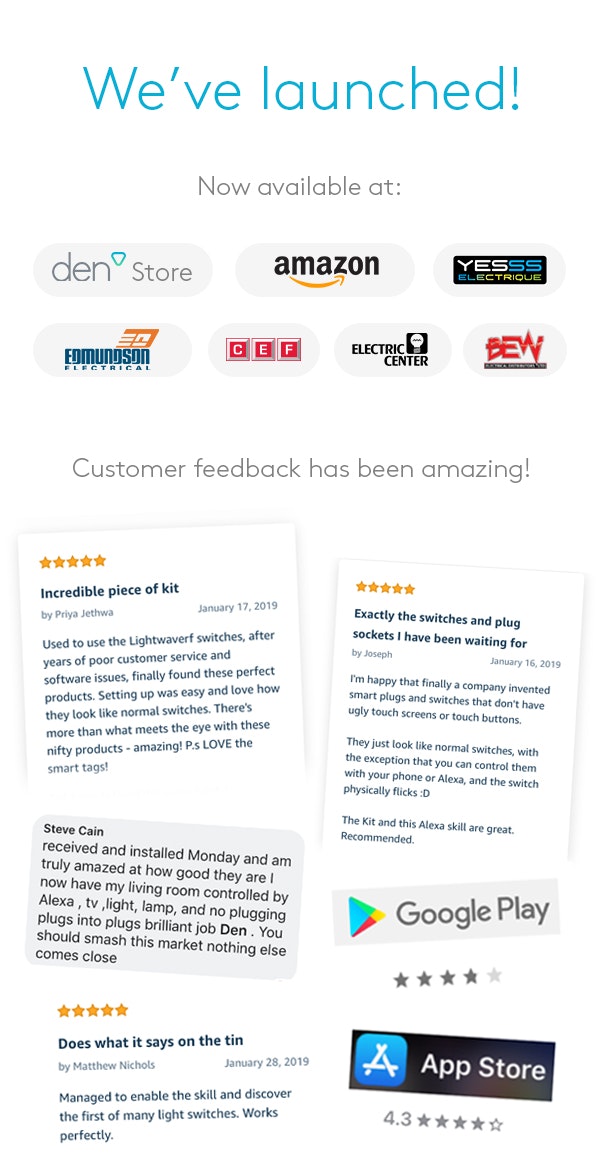 We've launched!
Now available at:
den Store
amazon
YESSS
ELECTRIQUE
EDMUNDSON
ELECTRICAL
CEF
ELECTRIC
CENTER
BEW
ELECTRICAL DISTRIBUTORS LTD
Customer feedback has been amazing!
Incredible piece of kit
by Priya Jethwa January 17, 2019
Used to use the Lightwaverf switches, after
years of poor customer service and
software issues, finally found these perfect
products. Setting up was easy and love how
they look like normal switches. There's
more than what meets the eye with these
nifty products - amazing! P.s LOVE the
smart tags!
Exactly the switches and plug
sockets I have been waiting for
by Joseph January 16, 2019
I'm happy that finally a company invented
smart plugs and switches that don't have
ugly touch screens or touch buttons.
They just look like normal switches, with
the exception that you can control them
with your phone or Alexa, and the switch
physically flicks :D
The Kit and this Alexa skill are great.
Recommended.
Steve Cain
received and installed Monday and am
truly amazed at how good they are I
now have my living room controlled by
Alexa , tv ,light, lamp, and no plugging
plugs into plugs brilliant job Den . You
should smash this market nothing else
comes close
Google Play
Does what it says on the tin
by Matthew Nichols January 28, 2019
Managed to enable the skill and discover
the first of many light switches. Works
perfectly.
App Store
4.3